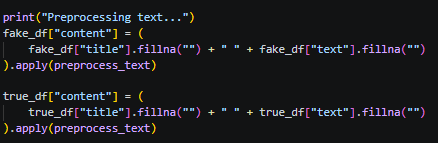 print("Preprocessing text...")
fake_df["content"] = (
    fake_df["title"].fillna("") + " " + fake_df["text"].fillna("")
).apply(preprocess_text)

true_df["content"] = (
    true_df["title"].fillna("") + " " + true_df["text"].fillna("")
).apply(preprocess_text)